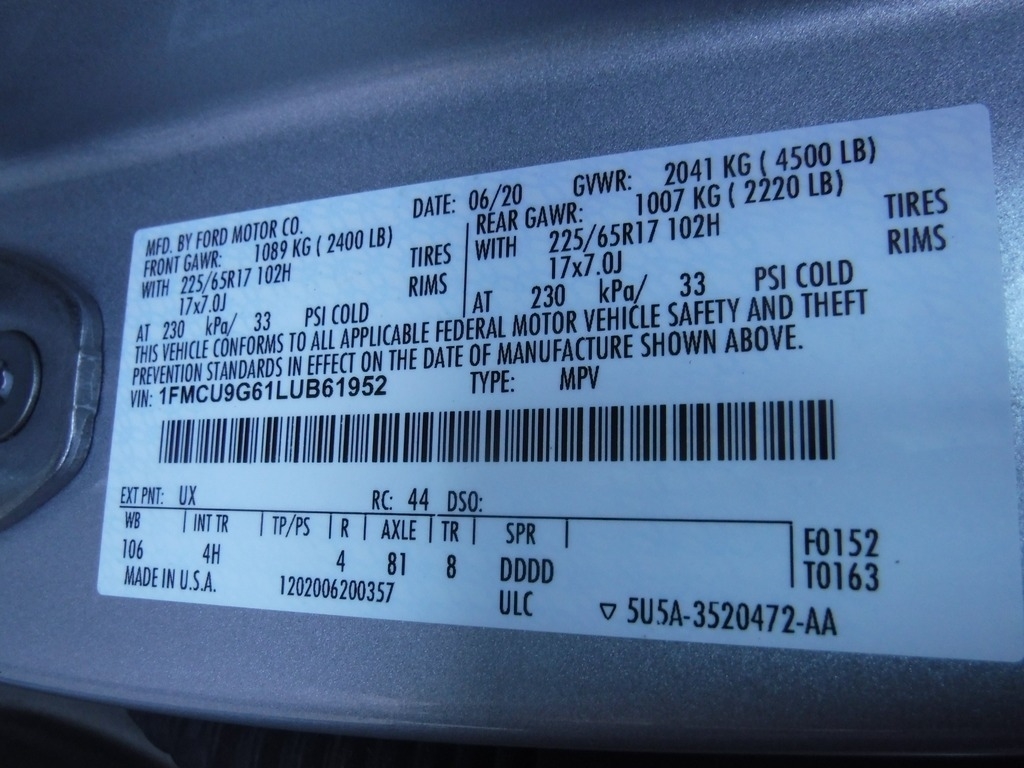 MFD. BY FORD MOTOR CO. DATE: 06/20 GVWR: 2041 KG ( 4500 LB)
FRONT GAWR: 1089 KG ( 2400 LB) REAR GAWR: 1007 KG ( 2220 LB)
WITH 225/65R17 102H TIRES WITH 225/65R17 102H TIRES
17x7.0J RIMS 17x7.0J RIMS
AT 230 kPa/ 33 PSI COLD AT 230 kPa/ 33 PSI COLD
THIS VEHICLE CONFORMS TO ALL APPLICABLE FEDERAL MOTOR VEHICLE SAFETY AND THEFT
PREVENTION STANDARDS IN EFFECT ON THE DATE OF MANUFACTURE SHOWN ABOVE.
VIN: 1FMCU9G61LUB61952 TYPE: MPV
EXT PNT: UX RC: 44 DSO:
WB INT TR TP/PS R AXLE TR SPR F0152
106 4H 4 81 8 DDDD T0163
MADE IN U.S.A. 1202006200357 ULC ▽ 5U5A-3520472-AA